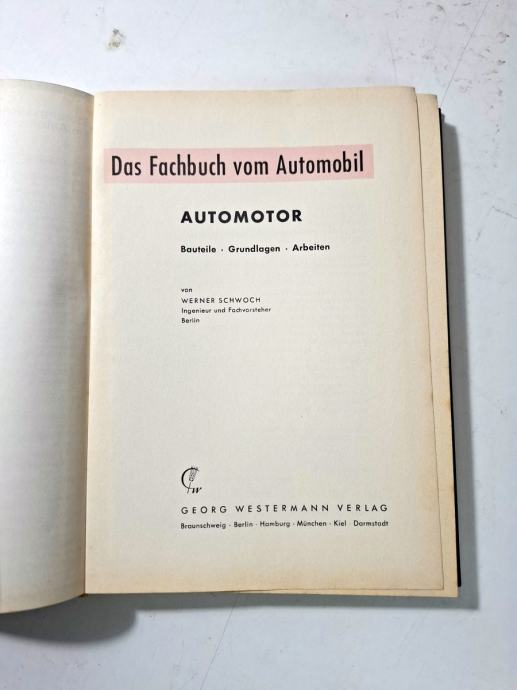 Das Fachbuch vom Automobil
AUTOMOTOR
Bauteile · Grundlagen · Arbeiten
von
WERNER SCHWOCH
Ingenieur und Fachvorsteher
Berlin
GW
GEORG WESTERMANN VERLAG
Braunschweig · Berlin · Hamburg · München · Kiel · Darmstadt